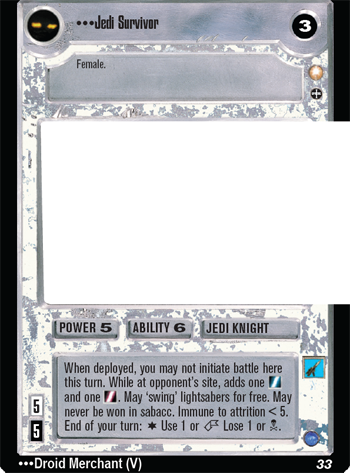 •••Jedi Survivor
3
Female.
POWER 5
ABILITY 6
JEDI KNIGHT
When deployed, you may not initiate battle here
this turn. While at opponent's site, adds one
and one . May 'swing' lightsabers for free. May
never be won in sabacc. Immune to attrition < 5.
End of your turn: Use 1 or Lose 1 or .
5
5
•••Droid Merchant (V)
33